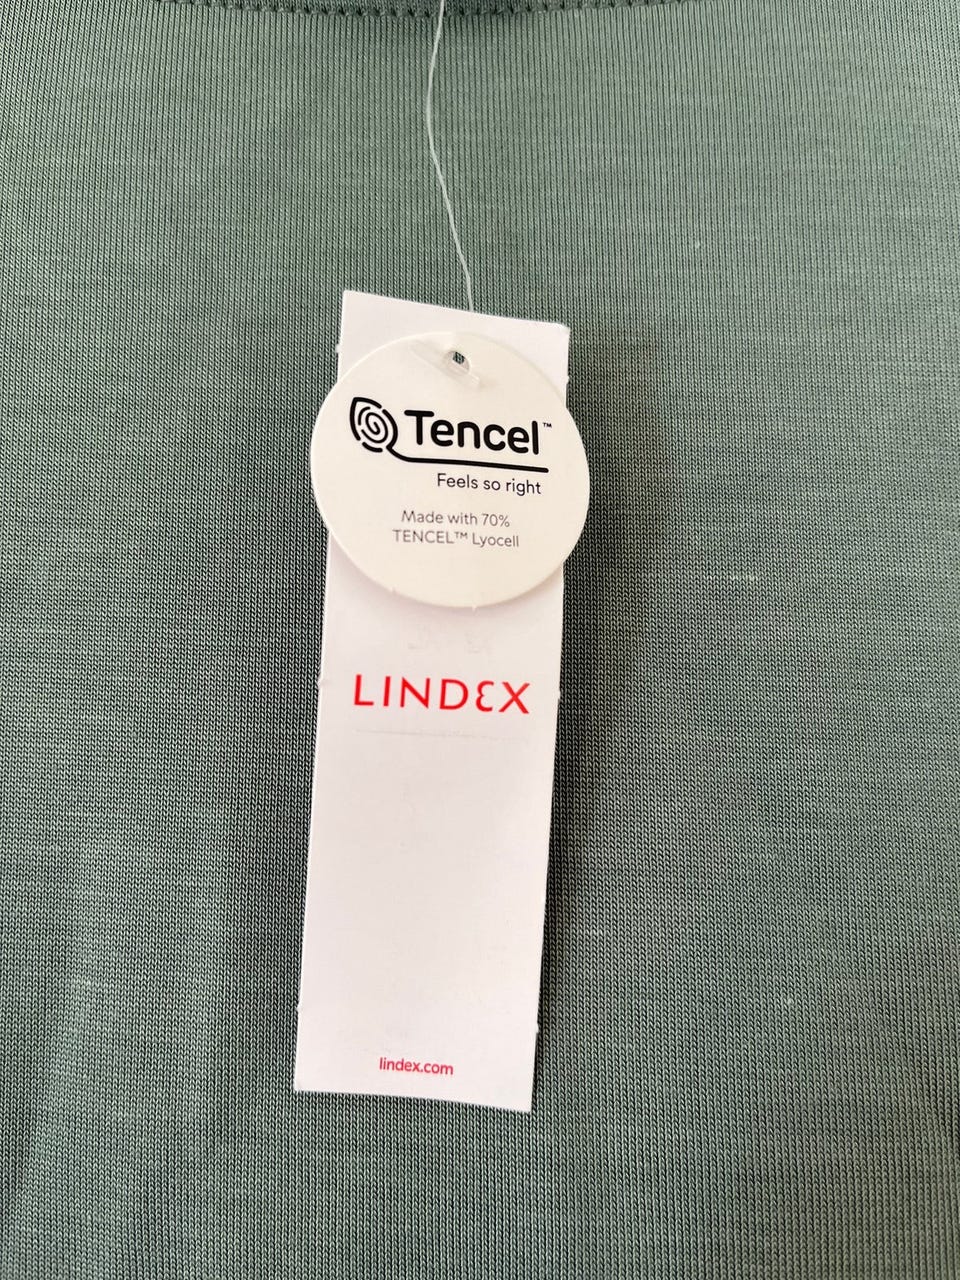 Tencel™
Feels so right
Made with 70%
TENCEL™ Lyocell
LINDEX
lindex.com